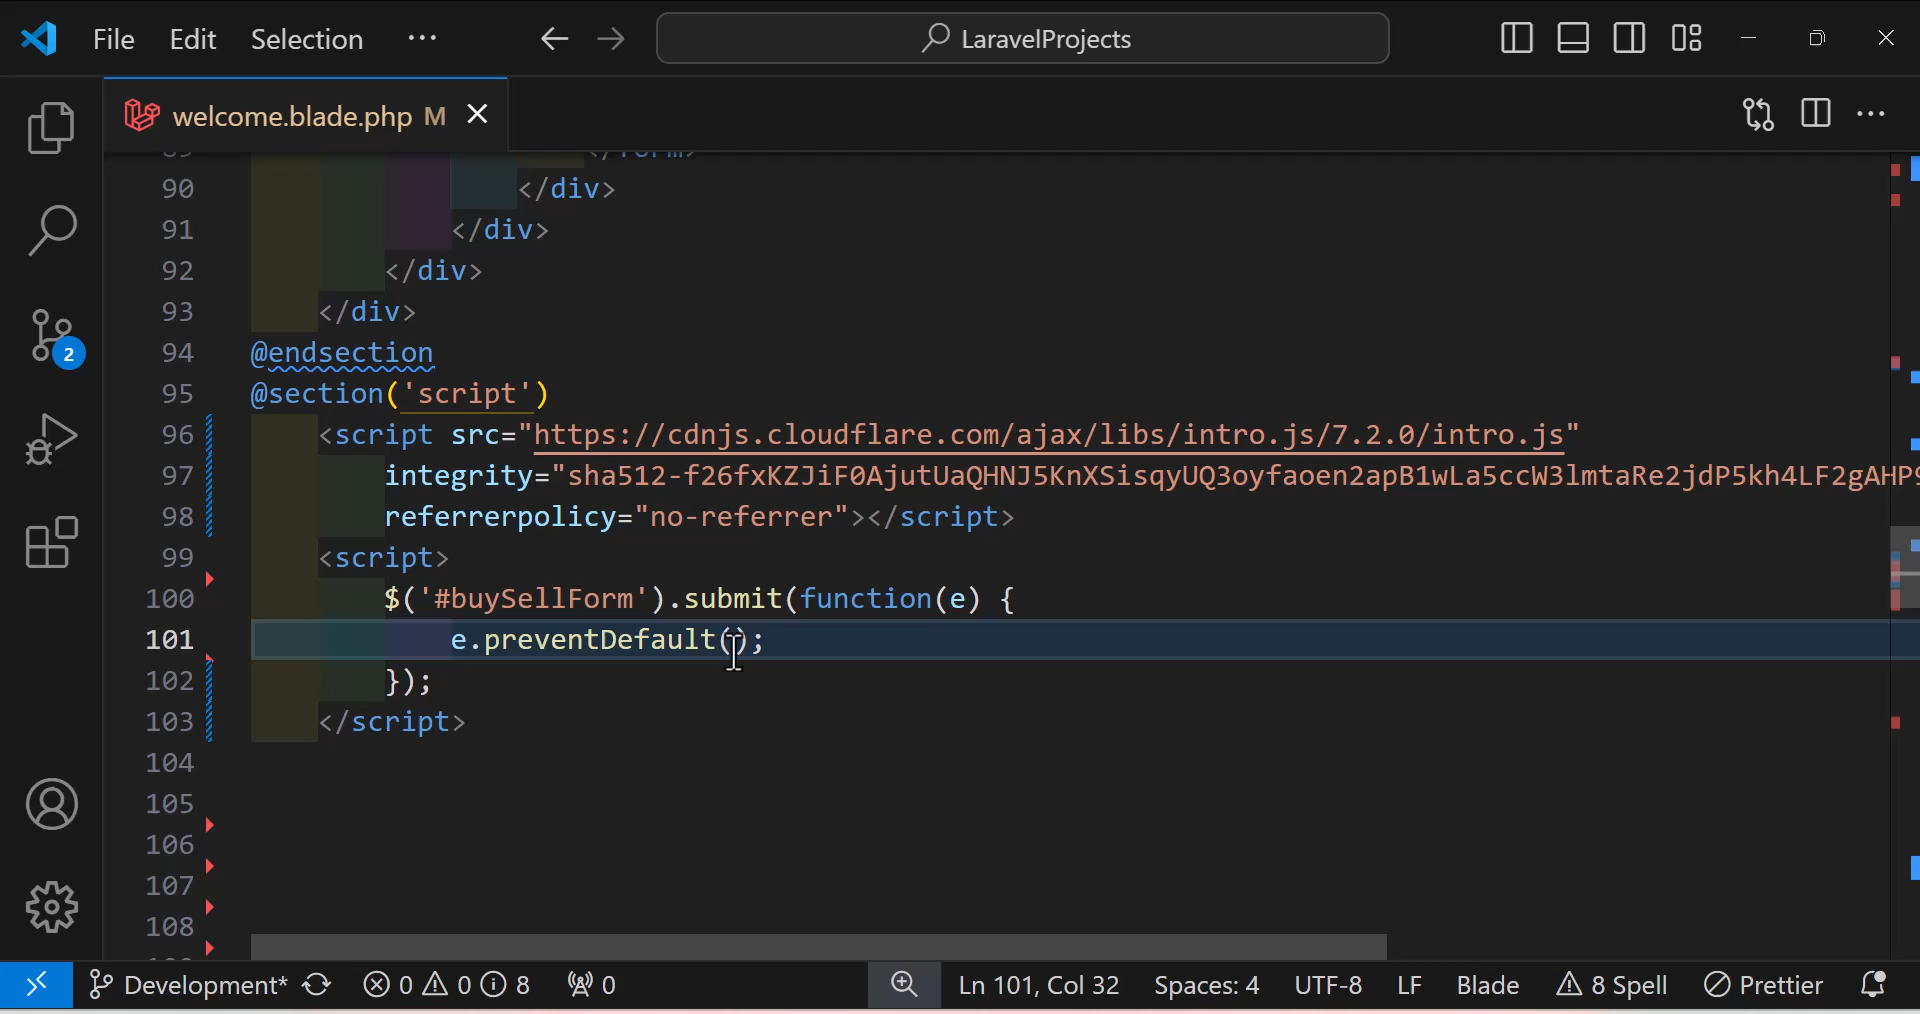 File Edit Selection ··· LaravelProjects
welcome.blade.php M
89 </form>
90 </div>
91 </div>
92 </div>
93 </div>
94 @endsection
95 @section('script')
96 <script src="https://cdnjs.cloudflare.com/ajax/libs/intro.js/7.2.0/intro.js"
97 integrity="sha512-f26fxKZJiF0AjutUaQHNJ5KnXSisqyUQ3oyfaoen2apB1wLa5ccW3lmtaRe2jdP5kh4LF2gAHP9
98 referrerpolicy="no-referrer"></script>
99 <script>
100 $('#buySellForm').submit(function(e) {
101 e.preventDefault();
102 });
103 </script>
104
105
106
107
108
2
Development* 0 0 8 0 Ln 101, Col 32 Spaces: 4 UTF-8 LF Blade 8 Spell Prettier